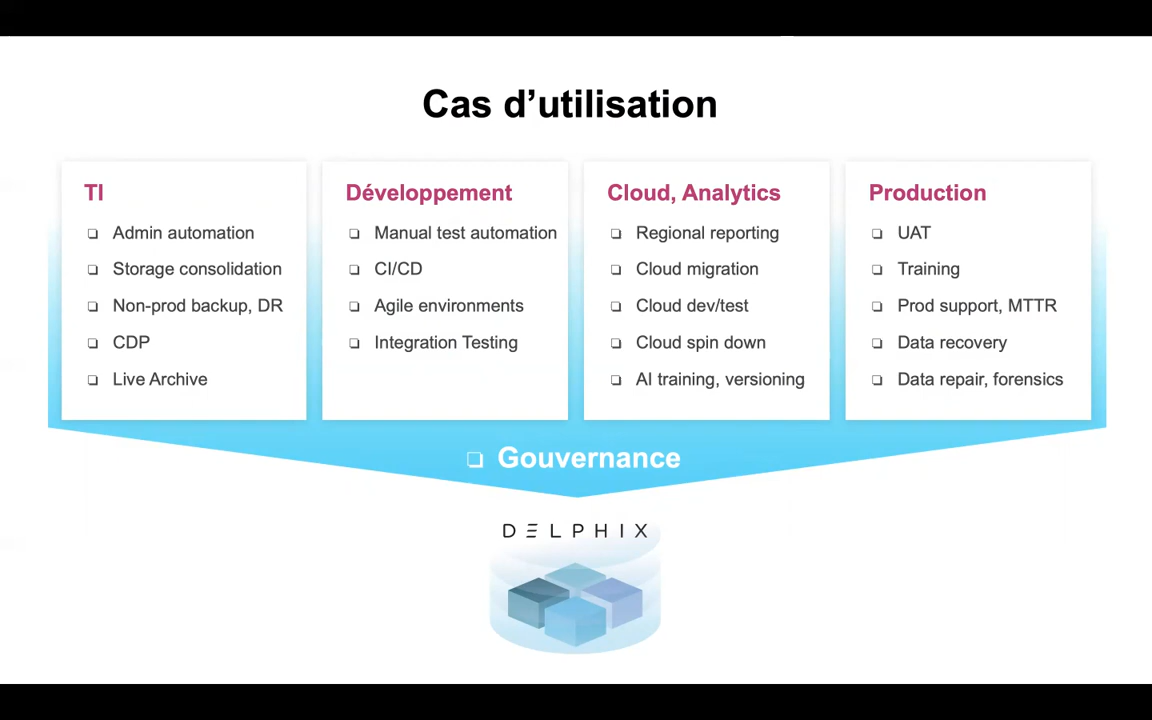 Cas d’utilisation
TI
Admin automation
Storage consolidation
Non-prod backup, DR
CDP
Live Archive
Développement
Manual test automation
CI/CD
Agile environments
Integration Testing
Cloud, Analytics
Regional reporting
Cloud migration
Cloud dev/test
Cloud spin down
AI training, versioning
Production
UAT
Training
Prod support, MTTR
Data recovery
Data repair, forensics
Gouvernance
DELPHIX